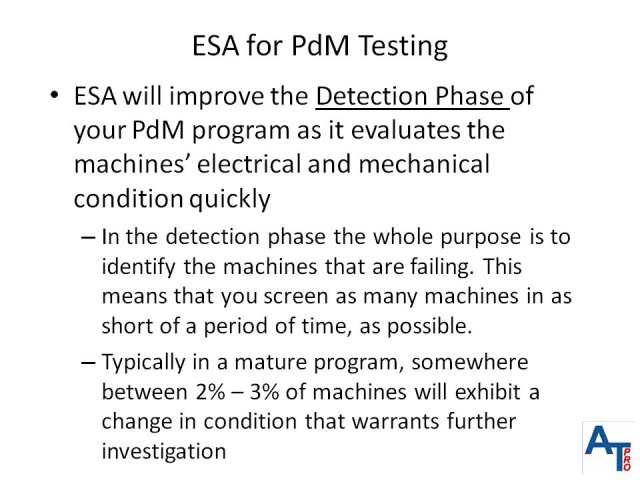 ESA for PdM Testing
• ESA will improve the Detection Phase of
your PdM program as it evaluates the
machines’ electrical and mechanical
condition quickly
– In the detection phase the whole purpose is to
identify the machines that are failing. This
means that you screen as many machines in as
short of a period of time, as possible.
– Typically in a mature program, somewhere
between 2% – 3% of machines will exhibit a
change in condition that warrants further
investigation
AT PRO